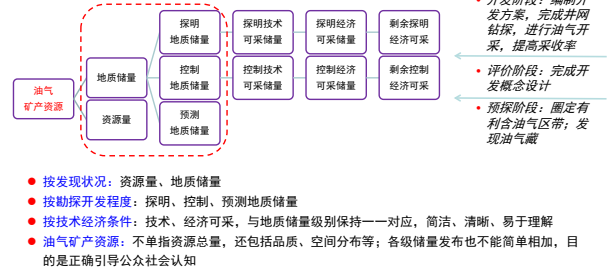 • 开发阶段：编制开
发方案，完成井网
钻探，进行油气开
采，提高采收率
• 评价阶段：完成开
发概念设计
• 预探阶段：圈定有
利含油气区带；发
现油气藏
油气
矿产资源
地质储量
资源量
探明
地质储量
控制
地质储量
预测
地质储量
探明技术
可采储量
控制技术
可采储量
探明经济
可采储量
控制经济
可采储量
剩余探明
经济可采
剩余控制
经济可采
● 按发现状况：资源量、地质储量
● 按勘探开发程度：探明、控制、预测地质储量
● 按技术经济条件：技术、经济可采，与地质储量级别保持一一对应，简洁、清晰、易于理解
● 油气矿产资源：不单指资源总量，还包括品质、空间分布等；各级储量发布也不能简单相加，目
的是正确引导公众社会认知